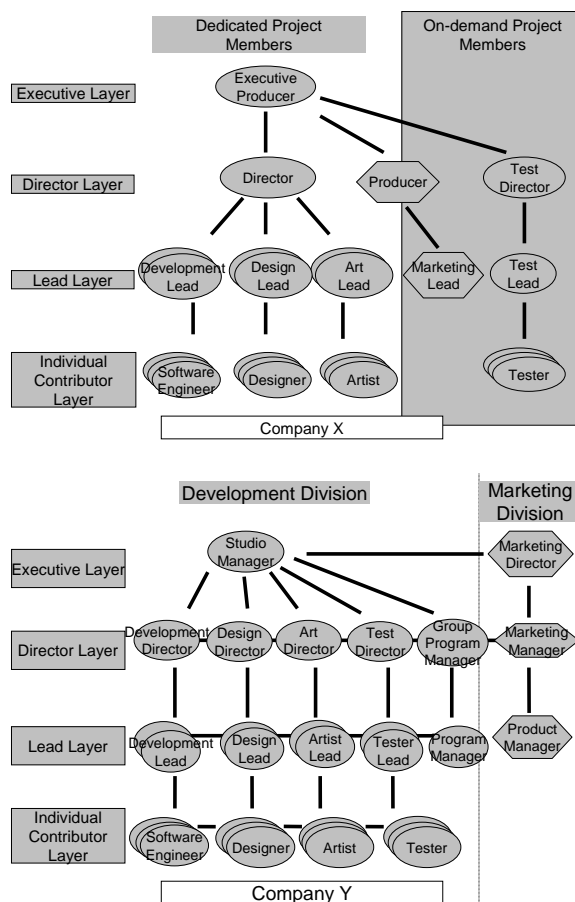 Dedicated Project
Members
On-demand Project
Members
Executive Layer
Executive
Producer
Director Layer
Director
Producer
Test
Director
Lead Layer
Development
Lead
Design
Lead
Art
Lead
Marketing
Lead
Test
Lead
Individual
Contributor
Layer
Software
Engineer
Designer
Artist
Tester
Company X
Development Division
Marketing
Division
Executive Layer
Studio
Manager
Marketing
Director
Director Layer
Development
Director
Design
Director
Art
Director
Test
Director
Group
Program
Manager
Marketing
Manager
Lead Layer
Development
Lead
Design
Lead
Artist
Lead
Tester
Lead
Program
Manager
Product
Manager
Individual
Contributor
Layer
Software
Engineer
Designer
Artist
Tester
Company Y